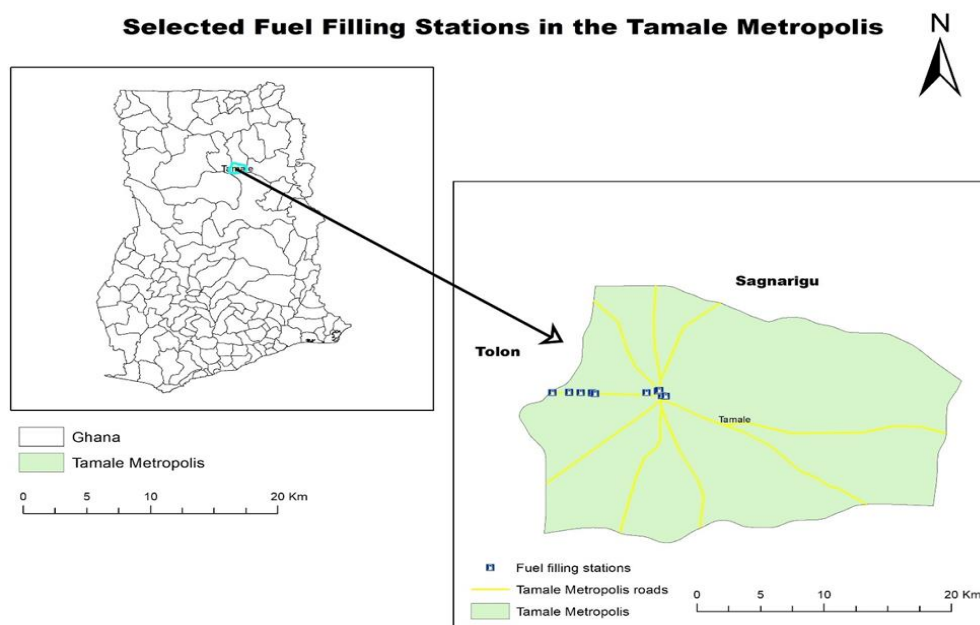 Selected Fuel Filling Stations in the Tamale Metropolis
N
Tamale
Ghana
Tamale Metropolis
0 5 10 20 Km
Sagnarigu
Tolon
Tamale
Fuel filling stations
Tamale Metropolis roads
Tamale Metropolis
0 5 10 20 Km